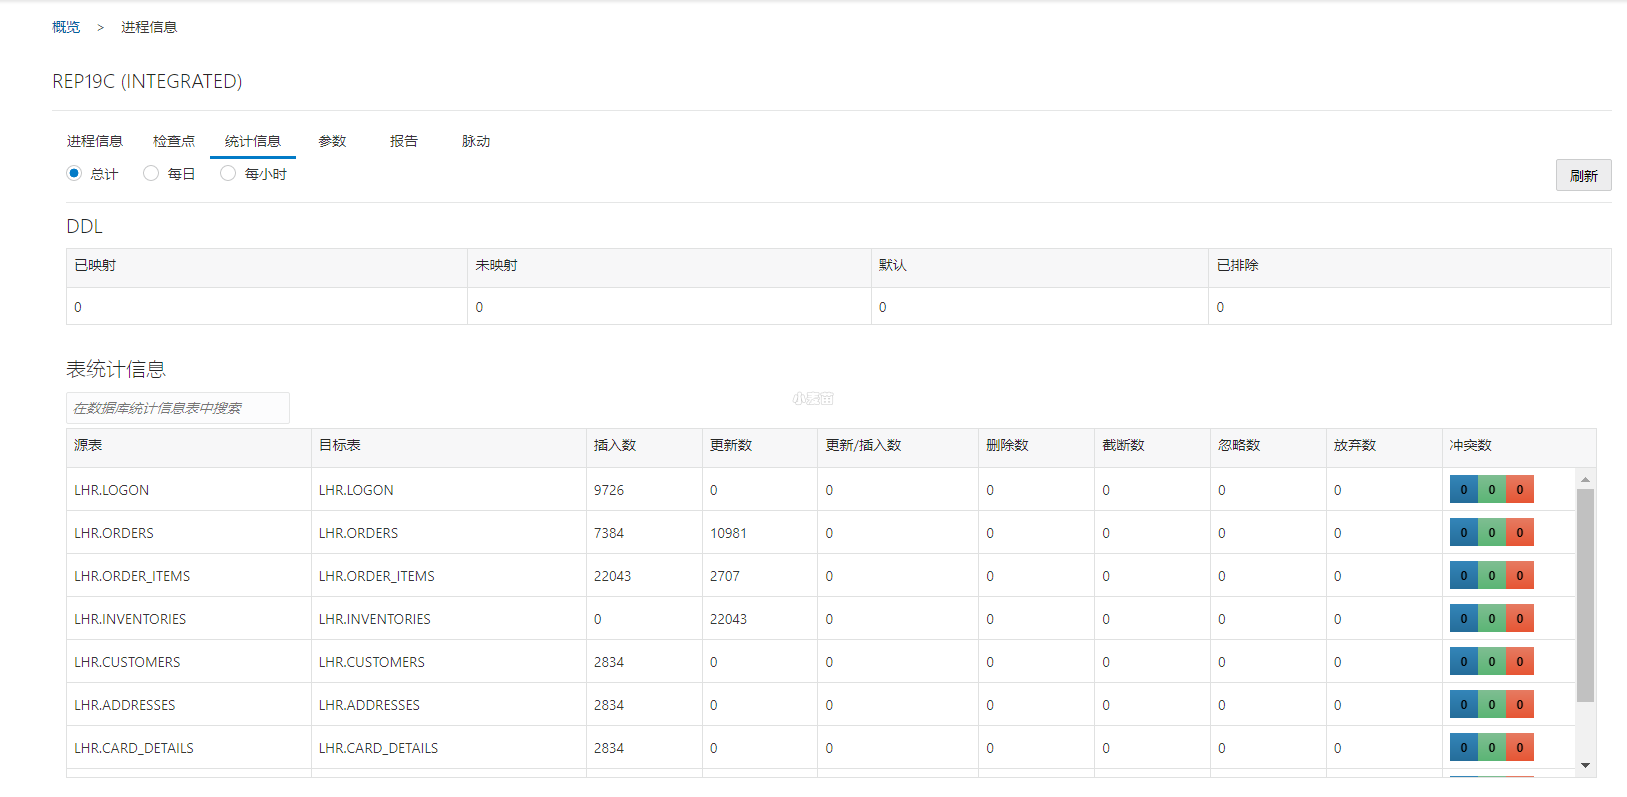 概览 > 进程信息
REP19C (INTEGRATED)
进程信息 检查点 统计信息 参数 报告 脉动
总计 每日 每小时 刷新
DDL
已映射 未映射 默认 已排除
0 0 0 0
表统计信息
小麦苗
在数据库统计信息表中搜索
源表 目标表 插入数 更新数 更新/插入数 删除数 截断数 忽略数 放弃数 冲突数
LHR.LOGON LHR.LOGON 9726 0 0 0 0 0 0 0 0 0
LHR.ORDERS LHR.ORDERS 7384 10981 0 0 0 0 0 0 0 0
LHR.ORDER_ITEMS LHR.ORDER_ITEMS 22043 2707 0 0 0 0 0 0 0 0
LHR.INVENTORIES LHR.INVENTORIES 0 22043 0 0 0 0 0 0 0 0
LHR.CUSTOMERS LHR.CUSTOMERS 2834 0 0 0 0 0 0 0 0 0
LHR.ADDRESSES LHR.ADDRESSES 2834 0 0 0 0 0 0 0 0 0
LHR.CARD_DETAILS LHR.CARD_DETAILS 2834 0 0 0 0 0 0 0 0 0